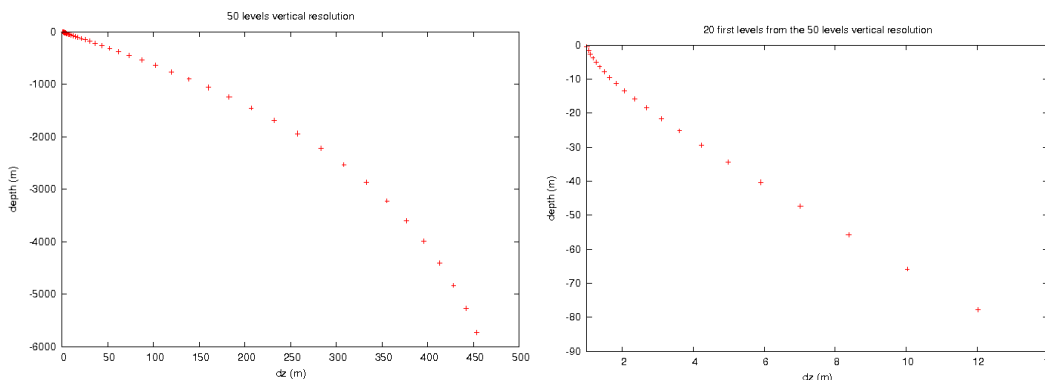 50 levels vertical resolution
0
-1000
-2000
-3000
-4000
-5000
-6000
depth (m)
0 50 100 150 200 250 300 350 400 450 500
dz (m)
20 first levels from the 50 levels vertical resolution
0
-10
-20
-30
-40
-50
-60
-70
-80
-90
depth (m)
2 4 6 8 10 12 14
dz (m)